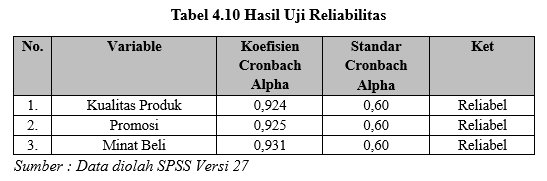 Tabel 4.10 Hasil Uji Reliabilitas
No. Variable Koefisien Cronbach Alpha Standar Cronbach Alpha Ket
1. Kualitas Produk 0,924 0,60 Reliabel
2. Promosi 0,925 0,60 Reliabel
3. Minat Beli 0,931 0,60 Reliabel
Sumber : Data diolah SPSS Versi 27